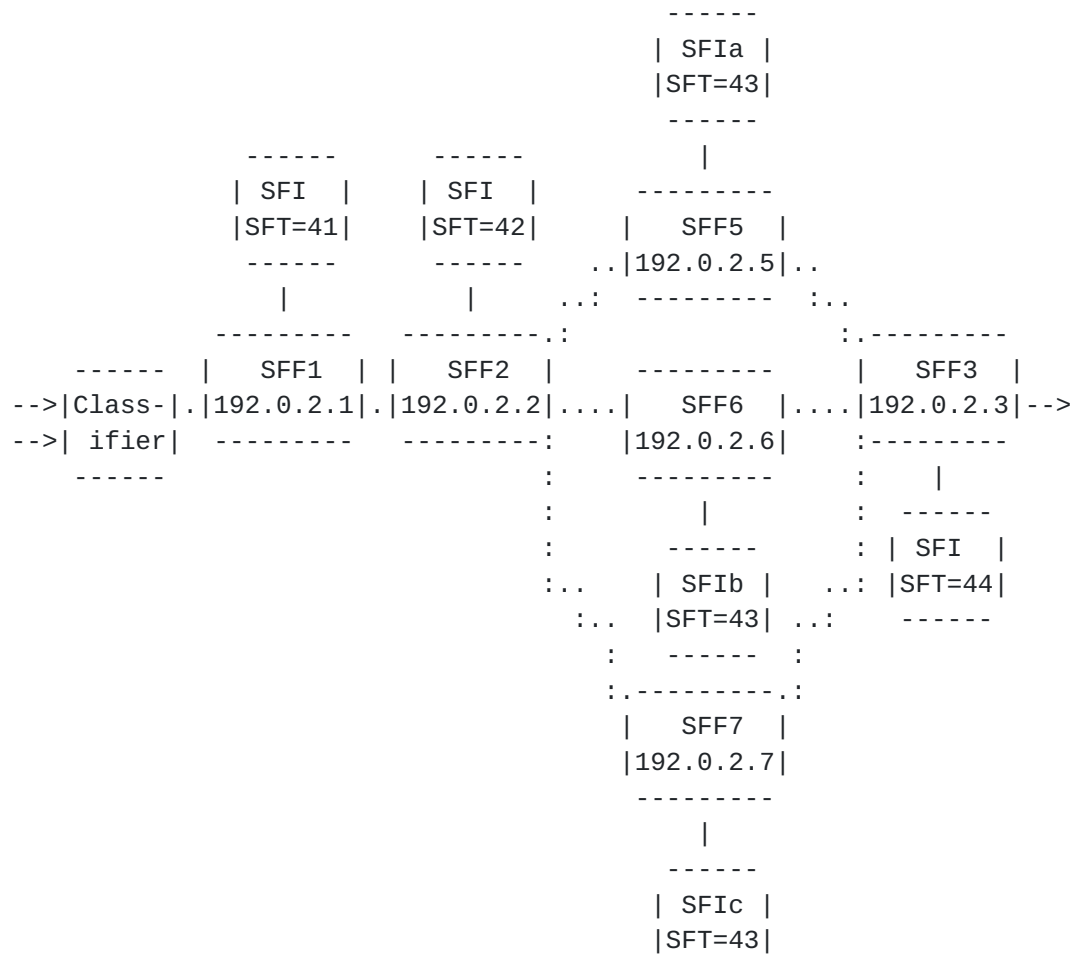 ------
                                           | SFIa |
                                           |SFT=43|
                                            ------
                ------      ------            |
               | SFI  |    | SFI  |       ---------
               |SFT=41|    |SFT=42|      |   SFF5  |
                ------      ------     ..|192.0.2.5|..
                  |           |      ..:  ---------  :..
              ---------   ---------.:                  :.---------
     ------  |   SFF1  | |   SFF2  |      ---------      |   SFF3  |
 -->|Class-|.|192.0.2.1|.|192.0.2.2|....|   SFF6  |....|192.0.2.3|-->
 -->| ifier|  ---------   ---------:    |192.0.2.6|    :---------
     ------                        :     ---------     :    |
                                   :         |         :  ------
                                   :       ------      : | SFI  |
                                   :..    | SFIb |   ..: |SFT=44|
                                     :..  |SFT=43| ..:    ------
                                       :   ------  :
                                       :.---------.:
                                        |   SFF7  |
                                        |192.0.2.7|
                                         ---------
                                             |
                                           ------
                                          | SFIc |
                                          |SFT=43|